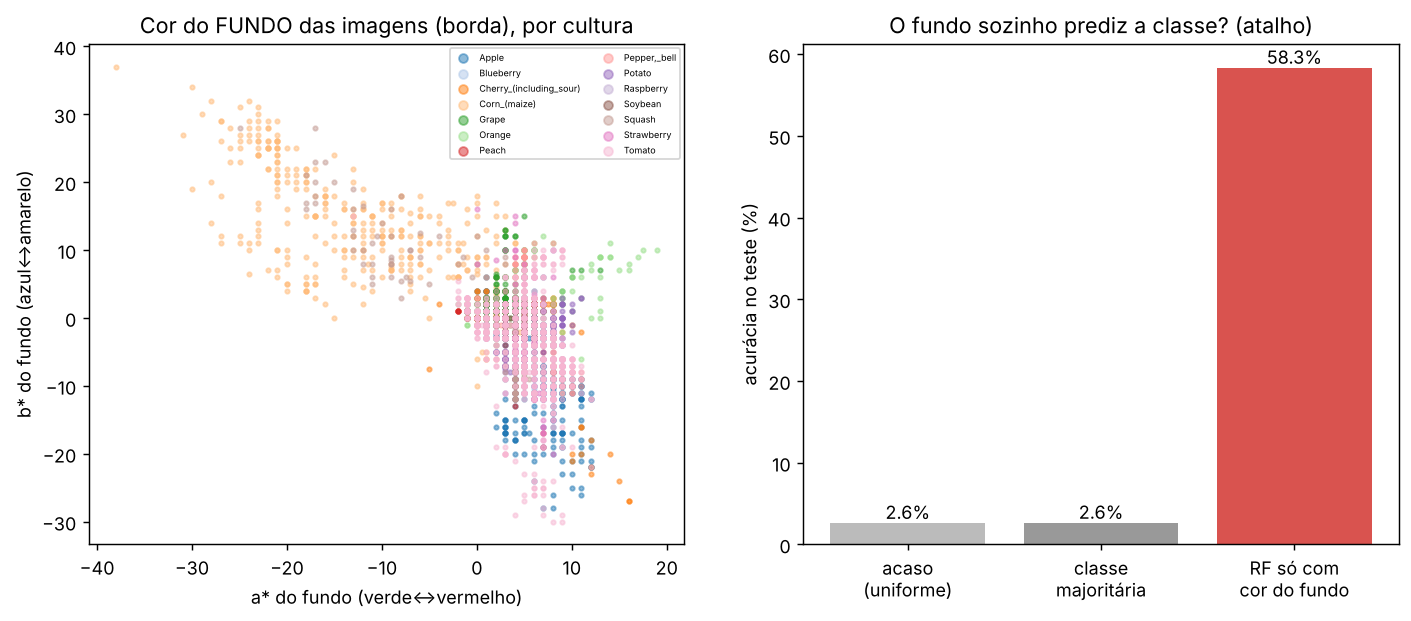 Cor do FUNDO das imagens (borda), por cultura
40
30
20
10
0
−10
−20
−30
b* do fundo (azul↔amarelo)
−40
−30
−20
−10
0
10
20
a* do fundo (verde↔vermelho)
Apple
Blueberry
Cherry_(including_sour)
Corn_(maize)
Grape
Orange
Peach
Pepper,_bell
Potato
Raspberry
Soybean
Squash
Strawberry
Tomato
O fundo sozinho prediz a classe? (atalho)
60
50
40
30
20
10
0
acurácia no teste (%)
2.6%
2.6%
58.3%
acaso
(uniforme)
classe
majoritária
RF só com
cor do fundo